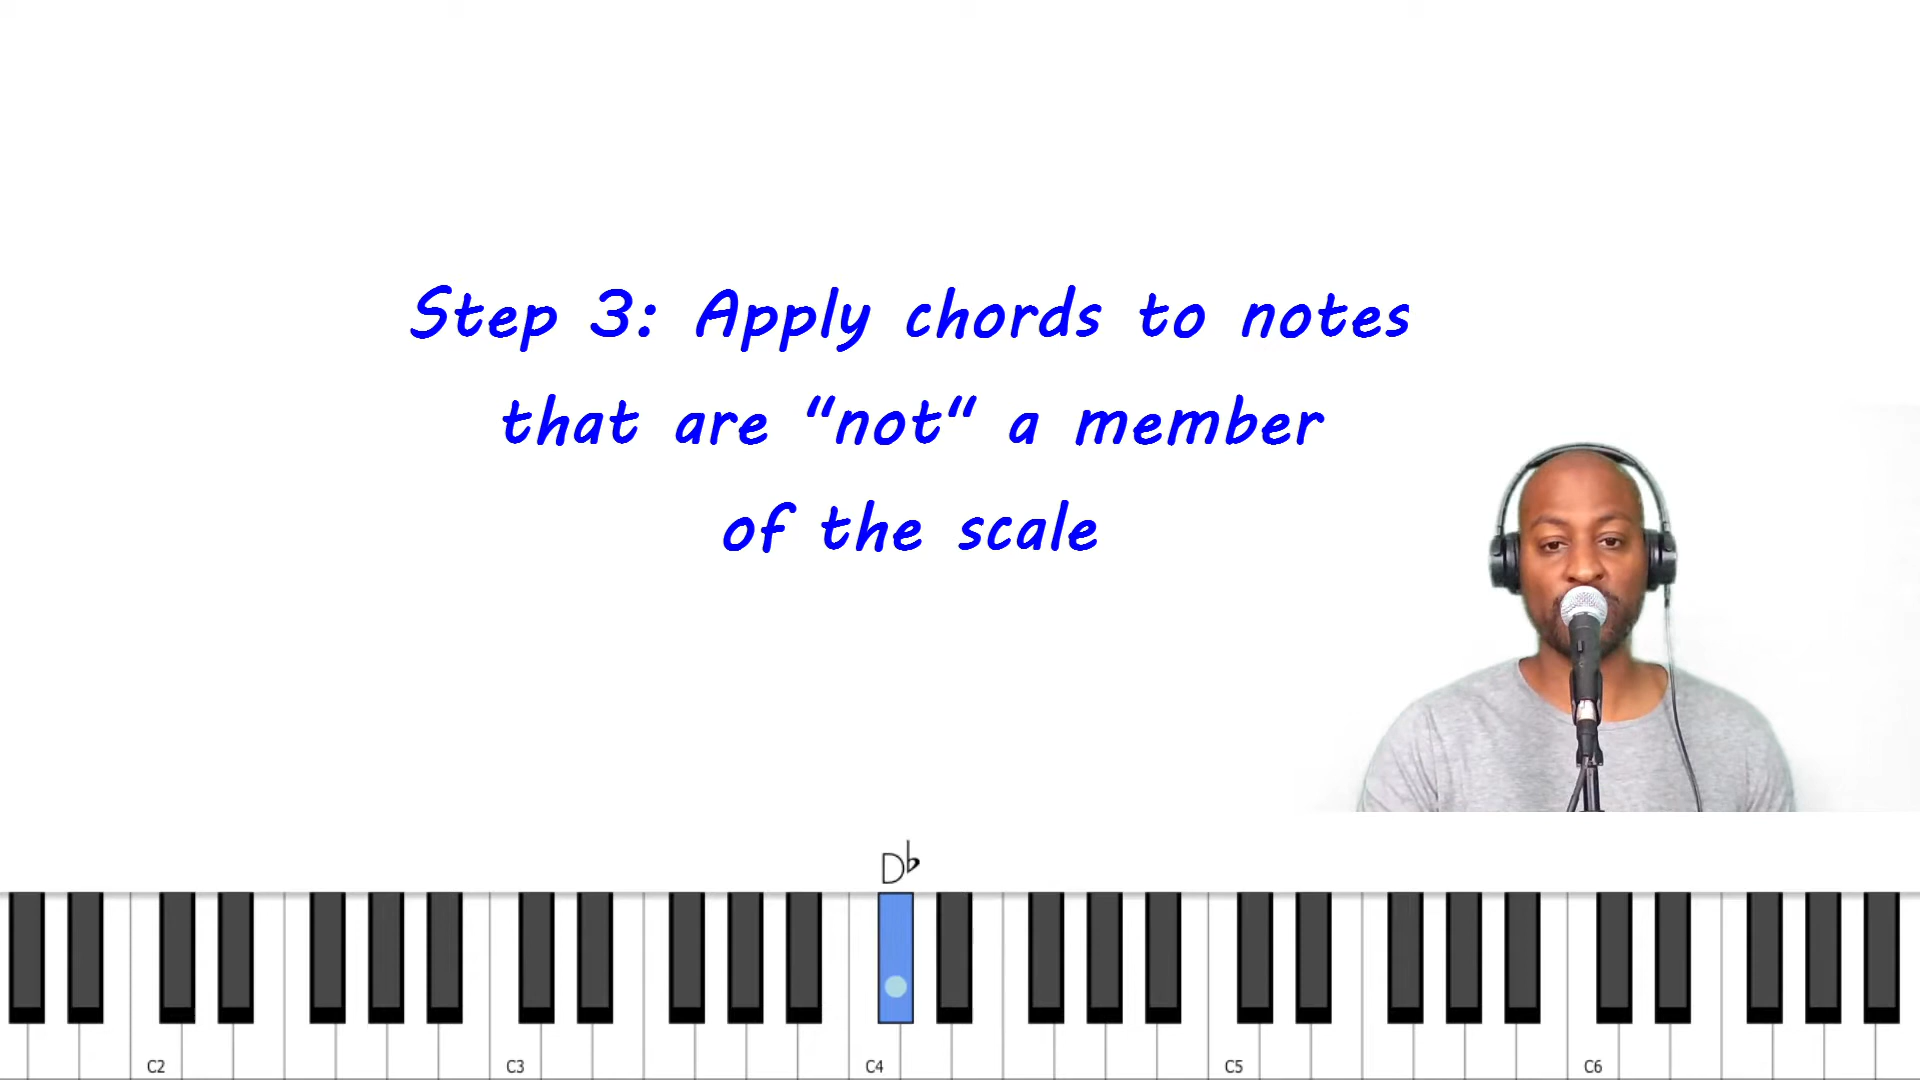 Step 3: Apply chords to notes
that are “not“ a member
of the scale
D♭
C2 C3 C4 C5 C6